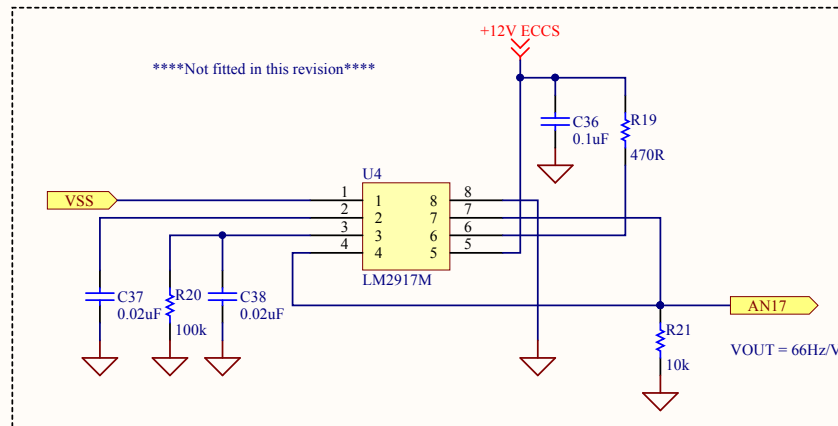 +12V ECCS
****Not fitted in this revision****
C36
0.1uF
R19
470R
U4
VSS
1
1
8
8
2
2
7
7
3
3
6
6
4
4
5
5
LM2917M
C37
0.02uF
R20
100k
C38
0.02uF
AN17
R21
10k
VOUT = 66Hz/V